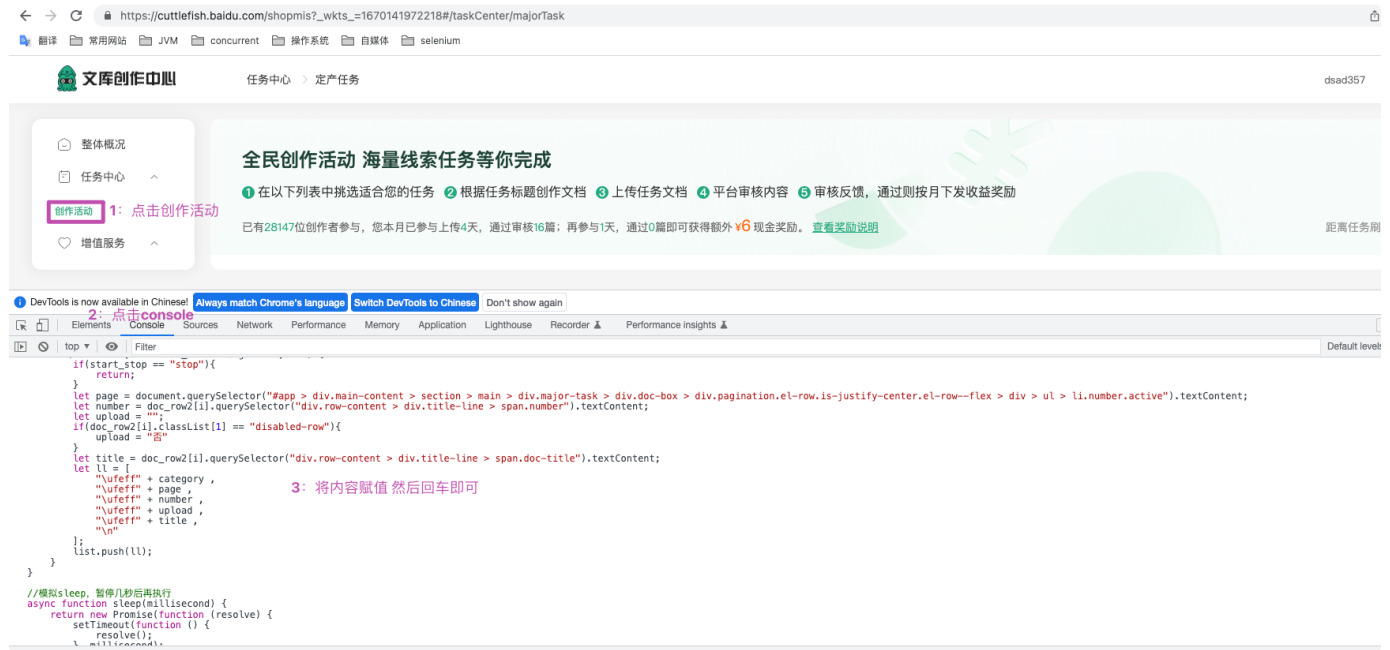 https://cuttlefish.baidu.com/shopmis?_wkts_=1670141972218#/taskCenter/majorTask
翻译 常用网站 JVM concurrent 操作系统 自媒体 selenium
文库创作中心 任务中心 > 定产任务 dsad357
整体概况
任务中心
创作活动 1：点击创作活动
增值服务
全民创作活动 海量线索任务等你完成
1 在以下列表中挑选适合您的任务 2 根据任务标题创作文档 3 上传任务文档 4 平台审核内容 5 审核反馈，通过则按月下发收益奖励
已有28147位创作者参与，您本月已参与上传4天，通过审核16篇；再参与1天，通过0篇即可获得额外 ¥6 现金奖励。 查看奖励说明 距离任务刷
DevTools is now available in Chinese! Always match Chrome's language Switch DevTools to Chinese Don't show again
2：点击console
Elements Console Sources Network Performance Memory Application Lighthouse Recorder Performance insights
top ▾ Filter Default levels
if(start_stop == "stop"){
return;
}
let page = document.querySelector("#app > div.main-content > section > main > div.major-task > div.doc-box > div.pagination.el-row.is-justify-center.el-row--flex > div > ul > li.number.active").textContent;
let number = doc_row2[i].querySelector("div.row-content > div.title-line > span.number").textContent;
let upload = "";
if(doc_row2[i].classList[1] == "disabled-row"){
upload = "否"
}
let title = doc_row2[i].querySelector("div.row-content > div.title-line > span.doc-title").textContent;
let ll = [
"\ufeff" + category ,
"\ufeff" + page ,
"\ufeff" + number ,
"\ufeff" + upload ,
"\ufeff" + title ,
"\n"
];
3：将内容赋值 然后回车即可
list.push(ll);
}
}
//模拟sleep，暂停几秒后再执行
async function sleep(millisecond) {
return new Promise(function (resolve) {
setTimeout(function () {
resolve();
}, millisecond);